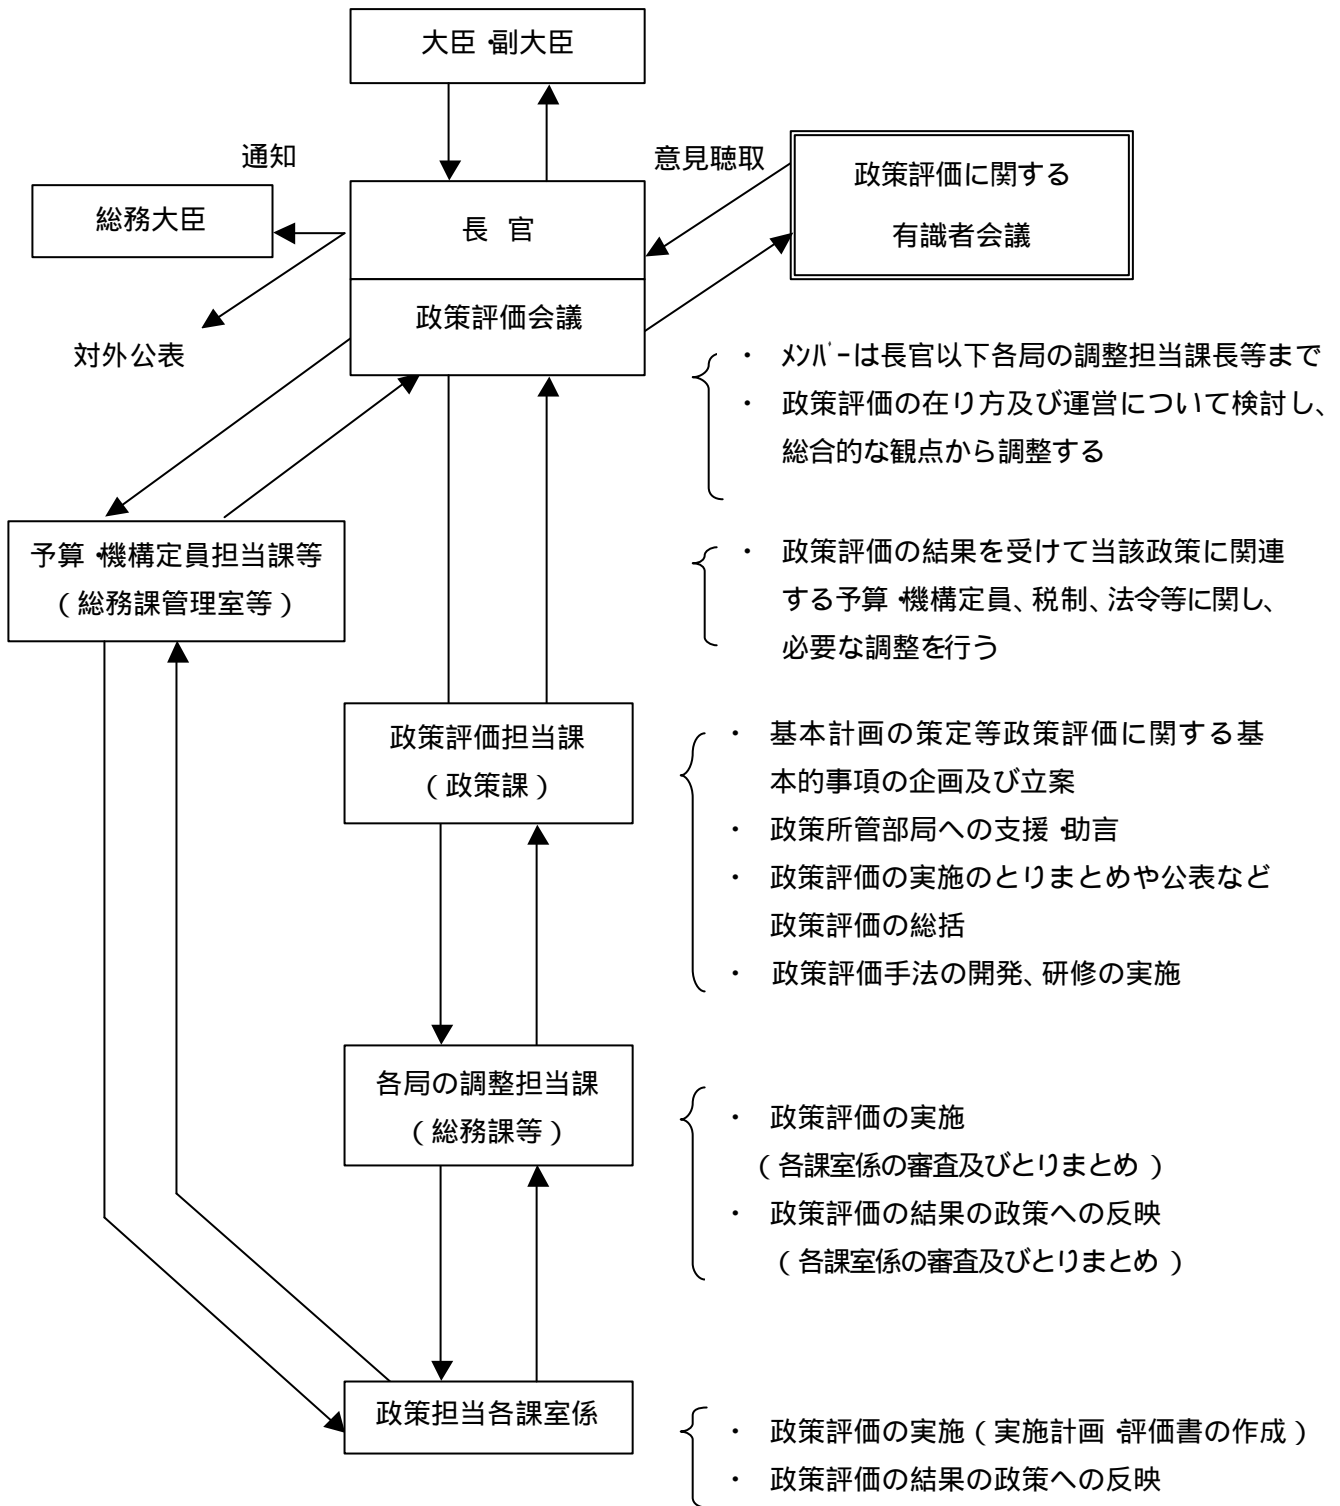 大臣・副大臣
通知
意見聴取
政策評価に関する
有識者会議
総務大臣
長 官
政策評価会議
対外公表
・ メンバーは長官以下各局の調整担当課長等まで
・ 政策評価の在り方及び運営について検討し、
総合的な観点から調整する
予算・機構定員担当課等
(総務課管理室等)
・ 政策評価の結果を受けて当該政策に関連
する予算・機構定員、税制、法令等に関し、
必要な調整を行う
政策評価担当課
(政策課)
・ 基本計画の策定等政策評価に関する基
本的事項の企画及び立案
・ 政策所管部局への支援・助言
・ 政策評価の実施のとりまとめや公表など
政策評価の総括
・ 政策評価手法の開発、研修の実施
各局の調整担当課
(総務課等)
・ 政策評価の実施
(各課室係の審査及びとりまとめ)
・ 政策評価の結果の政策への反映
(各課室係の審査及びとりまとめ)
政策担当各課室係
・ 政策評価の実施(実施計画・評価書の作成)
・ 政策評価の結果の政策への反映